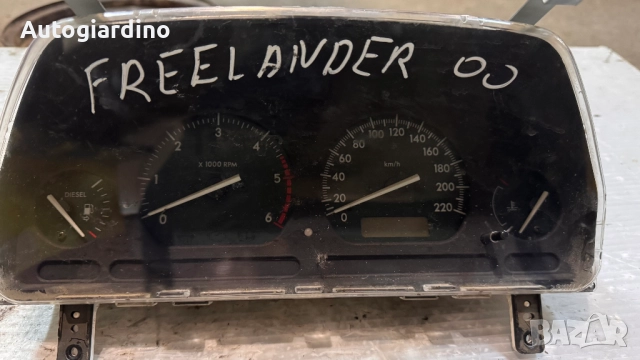 Autogiardino
FREELANDER 00
DIESEL
0 1 2 3 4 5 6
x 1000 RPM
0 20 40 60 80 100 120 140 160 180 200 220
km/h
BAZAR